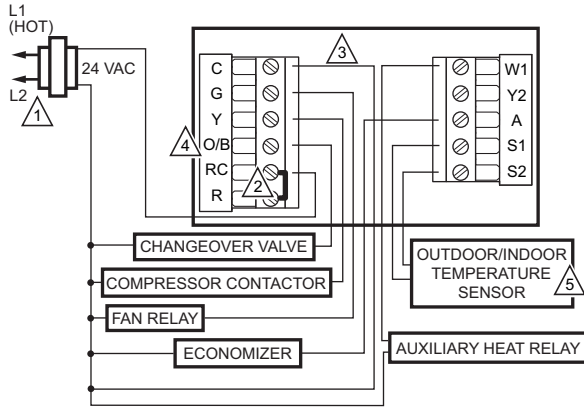 L1
(HOT)
24 VAC
L2
1
3
C
G
Y
4
O/B
RC
2
R
W1
Y2
A
S1
S2
CHANGEOVER VALVE
COMPRESSOR CONTACTOR
FAN RELAY
ECONOMIZER
OUTDOOR/INDOOR
TEMPERATURE
SENSOR
5
AUXILIARY HEAT RELAY